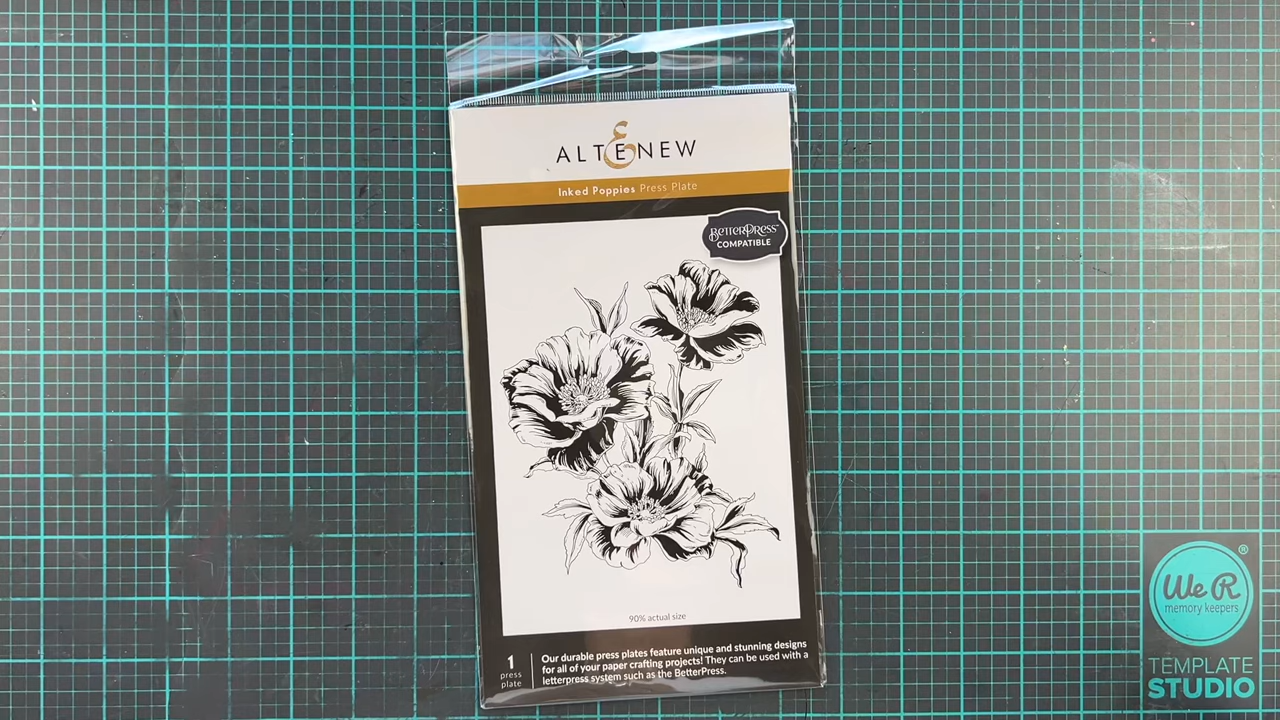 ALTENEW
Inked Poppies Press Plate
BETTERPRESS™
COMPATIBLE
90% actual size
1
press
plate
Our durable press plates feature unique and stunning designs
for all of your paper crafting projects! They can be used with a
letterpress system such as the BetterPress.
We R®
memory keepers
TEMPLATE
STUDIO